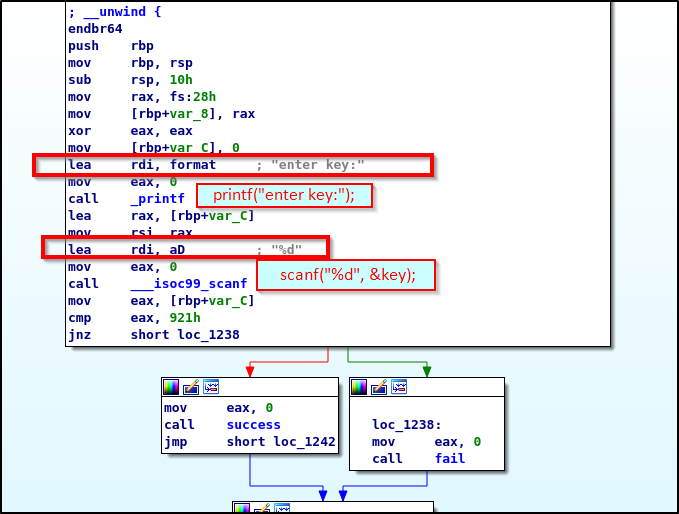 ; __unwind {
endbr64
push    rbp
mov     rbp, rsp
sub     rsp, 10h
mov     rax, fs:28h
mov     [rbp+var_8], rax
xor     eax, eax
mov     [rbp+var_C], 0
lea     rdi, format     ; "enter key:"
mov     eax, 0
call    _printf
printf("enter key:");
lea     rax, [rbp+var_C]
mov     rsi, rax
lea     rdi, aD         ; "%d"
mov     eax, 0
scanf("%d", &key);
call    ___isoc99_scanf
mov     eax, [rbp+var_C]
cmp     eax, 921h
jnz     short loc_1238
mov     eax, 0
call    success
jmp     short loc_1242
loc_1238:
mov     eax, 0
call    fail